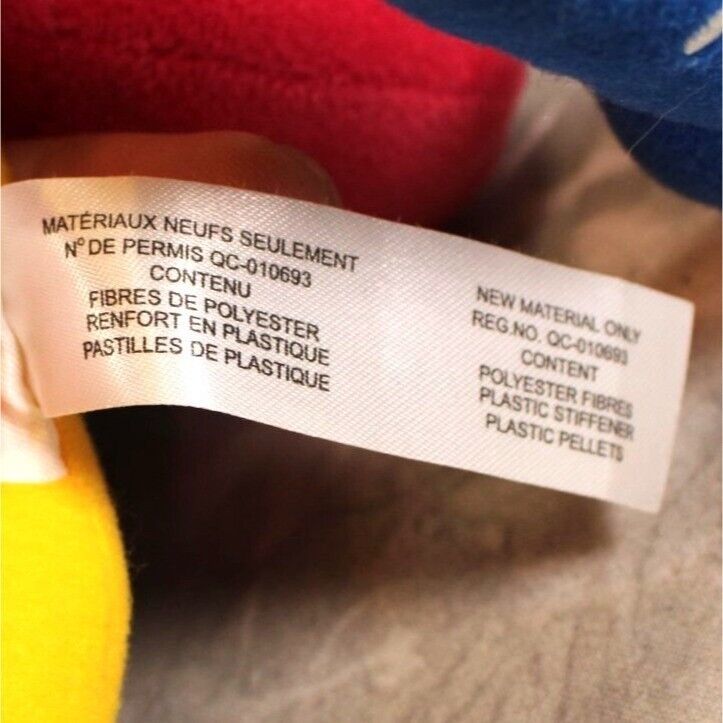 MATÉRIAUX NEUFS SEULEMENT
Nº DE PERMIS QC-010693
CONTENU
FIBRES DE POLYESTER
RENFORT EN PLASTIQUE
PASTILLES DE PLASTIQUE
NEW MATERIAL ONLY
REG.NO. QC-010693
CONTENT
POLYESTER FIBRES
PLASTIC STIFFENER
PLASTIC PELLETS